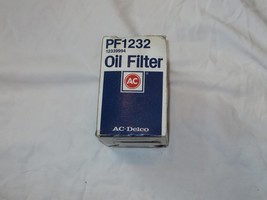 PF1232
Oil Filter
AC
AC-Delco